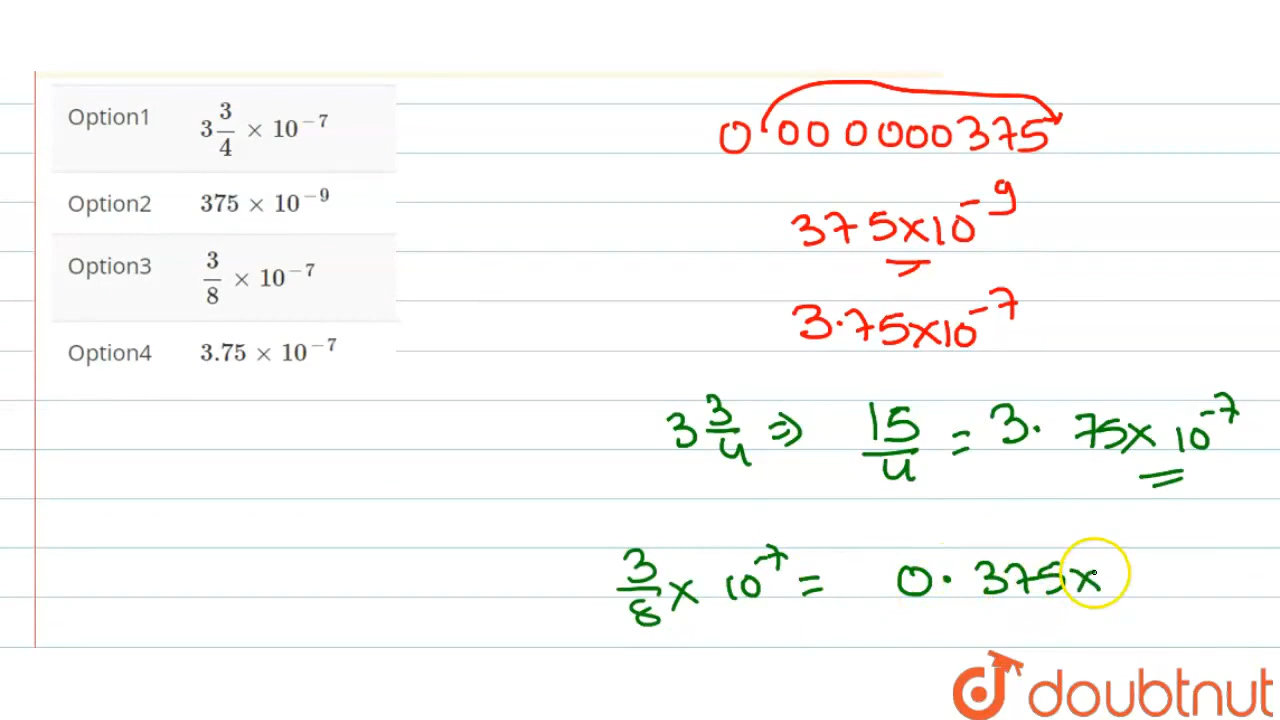 Option1 3 3/4 × 10⁻⁷
Option2 375 × 10⁻⁹
Option3 3/8 × 10⁻⁷
Option4 3.75 × 10⁻⁷
0.000000375
375×10⁻⁹
3.75×10⁻⁷
3 3/4 ⇒ 15/4 = 3.75× 10⁻⁷
3/8 × 10⁻⁷ = 0.375×
doubtnut